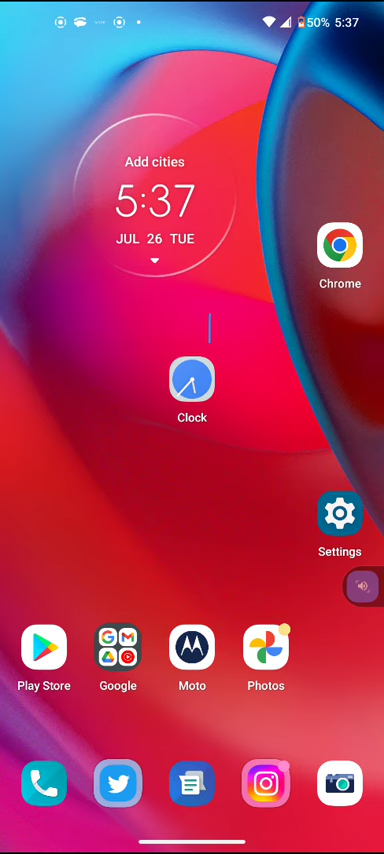 50% 5:37
Add cities
5:37
JUL 26 TUE
Chrome
Clock
Settings
Play Store
Google
Moto
Photos